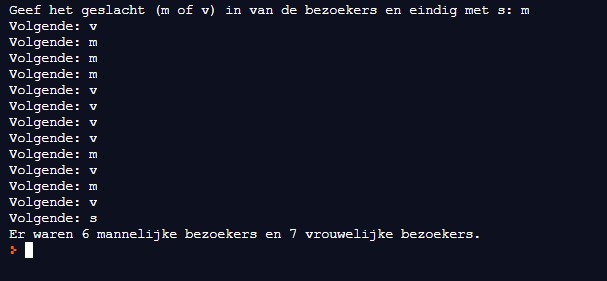 Geef het geslacht (m of v) in van de bezoekers en eindig met s: m
Volgende: v
Volgende: m
Volgende: m
Volgende: m
Volgende: v
Volgende: v
Volgende: v
Volgende: v
Volgende: m
Volgende: v
Volgende: m
Volgende: v
Volgende: s
Er waren 6 mannelijke bezoekers en 7 vrouwelijke bezoekers.